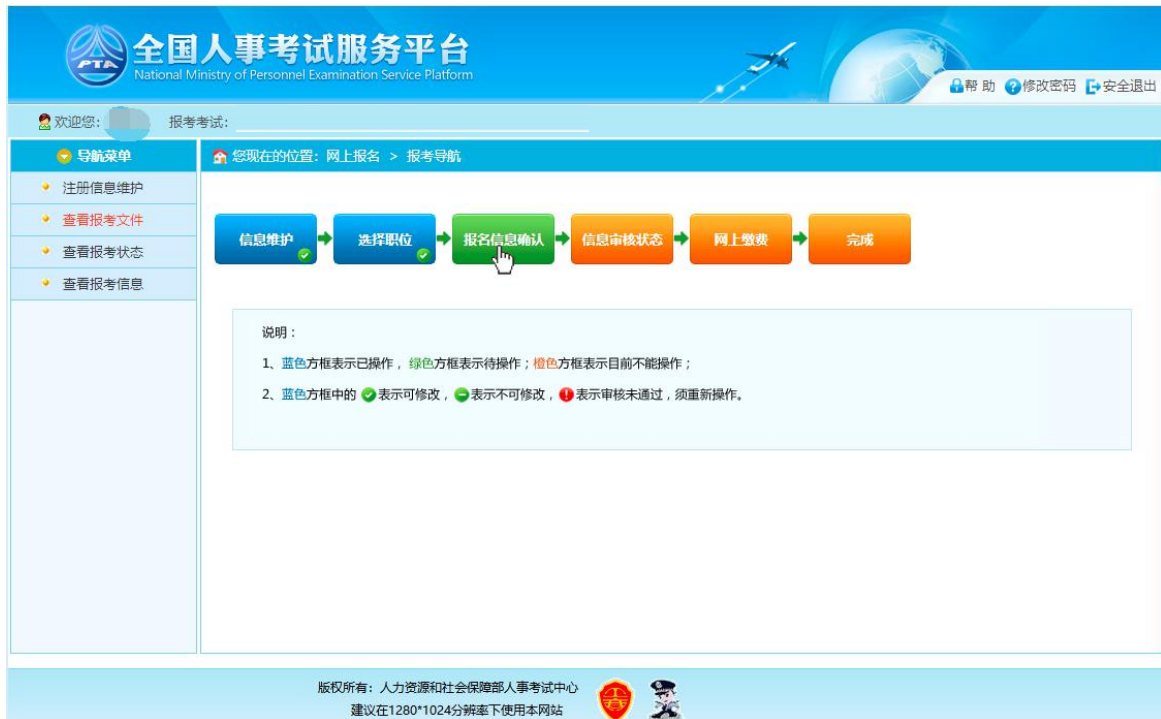 全国人事考试服务平台
PTA
National Ministry of Personnel Examination Service Platform
帮 助 修改密码 安全退出
欢迎您: 报考考试:
导航菜单
您现在的位置: 网上报名 > 报考导航
注册信息维护
查看报考文件
查看报考状态
查看报考信息
信息维护 选择职位 报名信息确认 信息审核状态 网上缴费 完成
说明:
1、蓝色方框表示已操作,绿色方框表示待操作;橙色方框表示目前不能操作;
2、蓝色方框中的 表示可修改, 表示不可修改, 表示审核未通过,须重新操作。
版权所有: 人力资源和社会保障部人事考试中心
建议在1280*1024分辨率下使用本网站